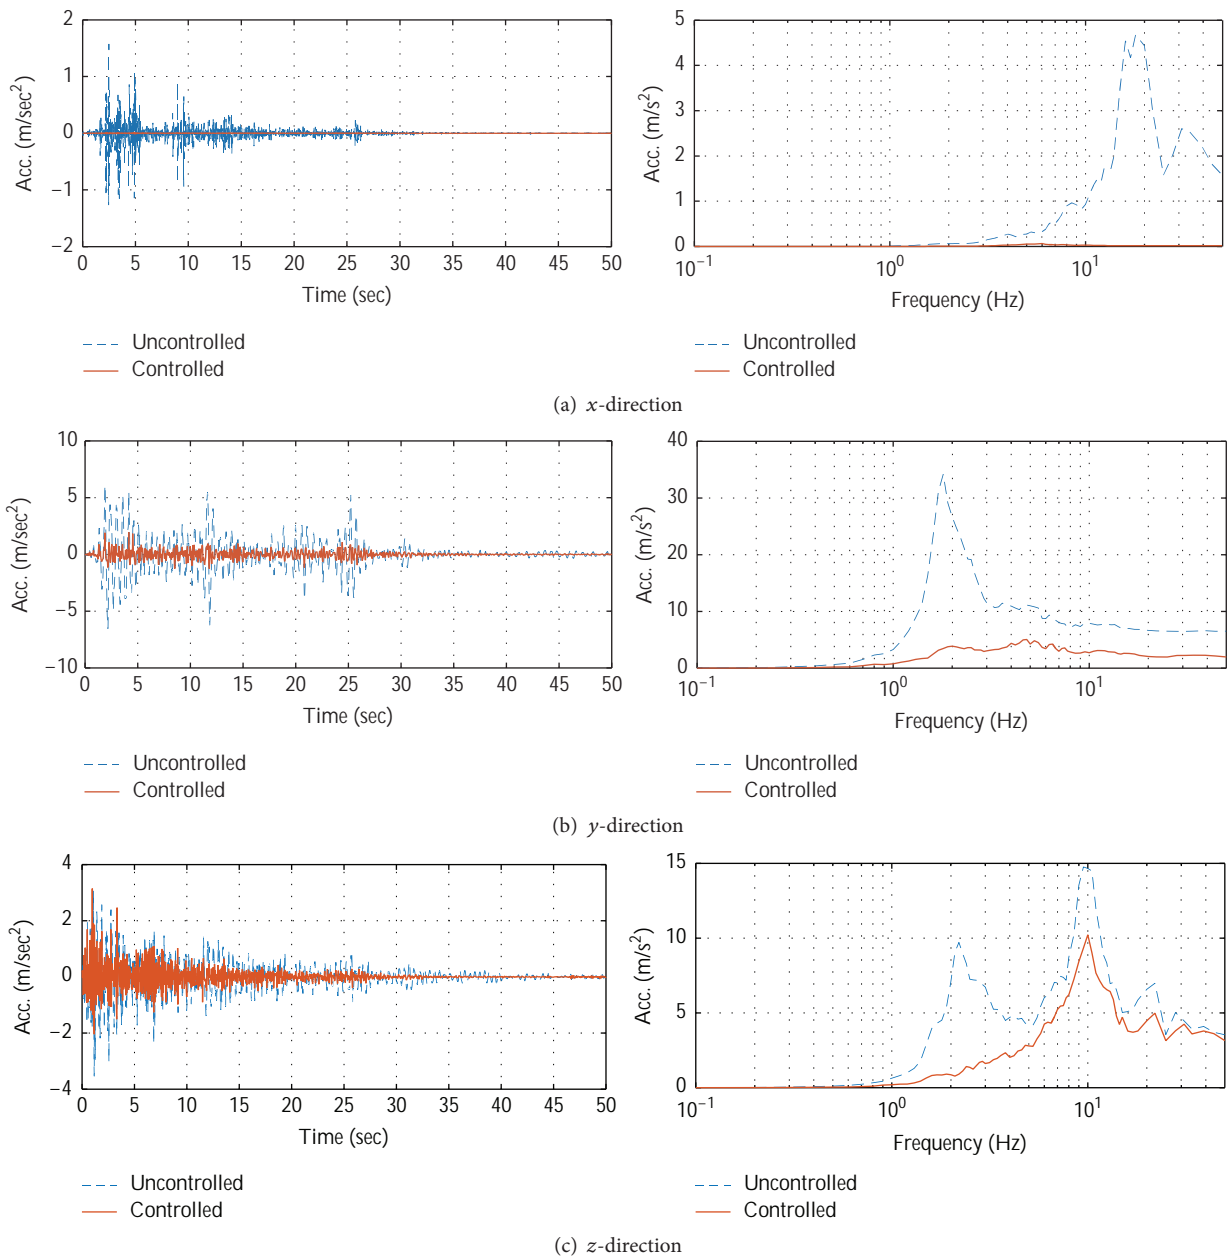 2
1
0
−1
−2
Acc. (m/sec²)
0 5 10 15 20 25 30 35 40 45 50
Time (sec)
Uncontrolled
Controlled
5
4
3
2
1
0
Acc. (m/s²)
10⁻¹ 10⁰ 10¹
Frequency (Hz)
Uncontrolled
Controlled
(a) x-direction
10
5
0
−5
−10
Acc. (m/sec²)
0 5 10 15 20 25 30 35 40 45 50
Time (sec)
Uncontrolled
Controlled
40
30
20
10
0
Acc. (m/s²)
10⁻¹ 10⁰ 10¹
Frequency (Hz)
Uncontrolled
Controlled
(b) y-direction
4
2
0
−2
−4
Acc. (m/sec²)
0 5 10 15 20 25 30 35 40 45 50
Time (sec)
Uncontrolled
Controlled
15
10
5
0
Acc. (m/s²)
10⁻¹ 10⁰ 10¹
Frequency (Hz)
Uncontrolled
Controlled
(c) z-direction